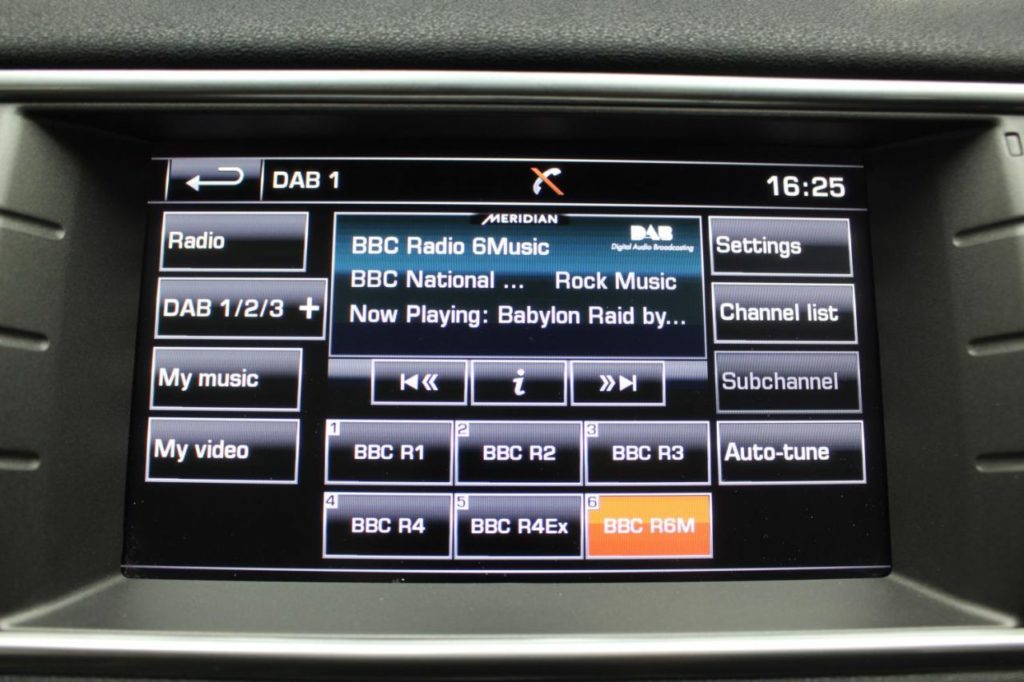 DAB 1
16:25
MERIDIAN
Radio
DAB 1/2/3 +
My music
My video
BBC Radio 6Music
DAB
Digital Audio Broadcasting
BBC National ... Rock Music
Now Playing: Babylon Raid by...
i
Settings
Channel list
Subchannel
Auto-tune
1 BBC R1
2 BBC R2
3 BBC R3
4 BBC R4
5 BBC R4Ex
6 BBC R6M